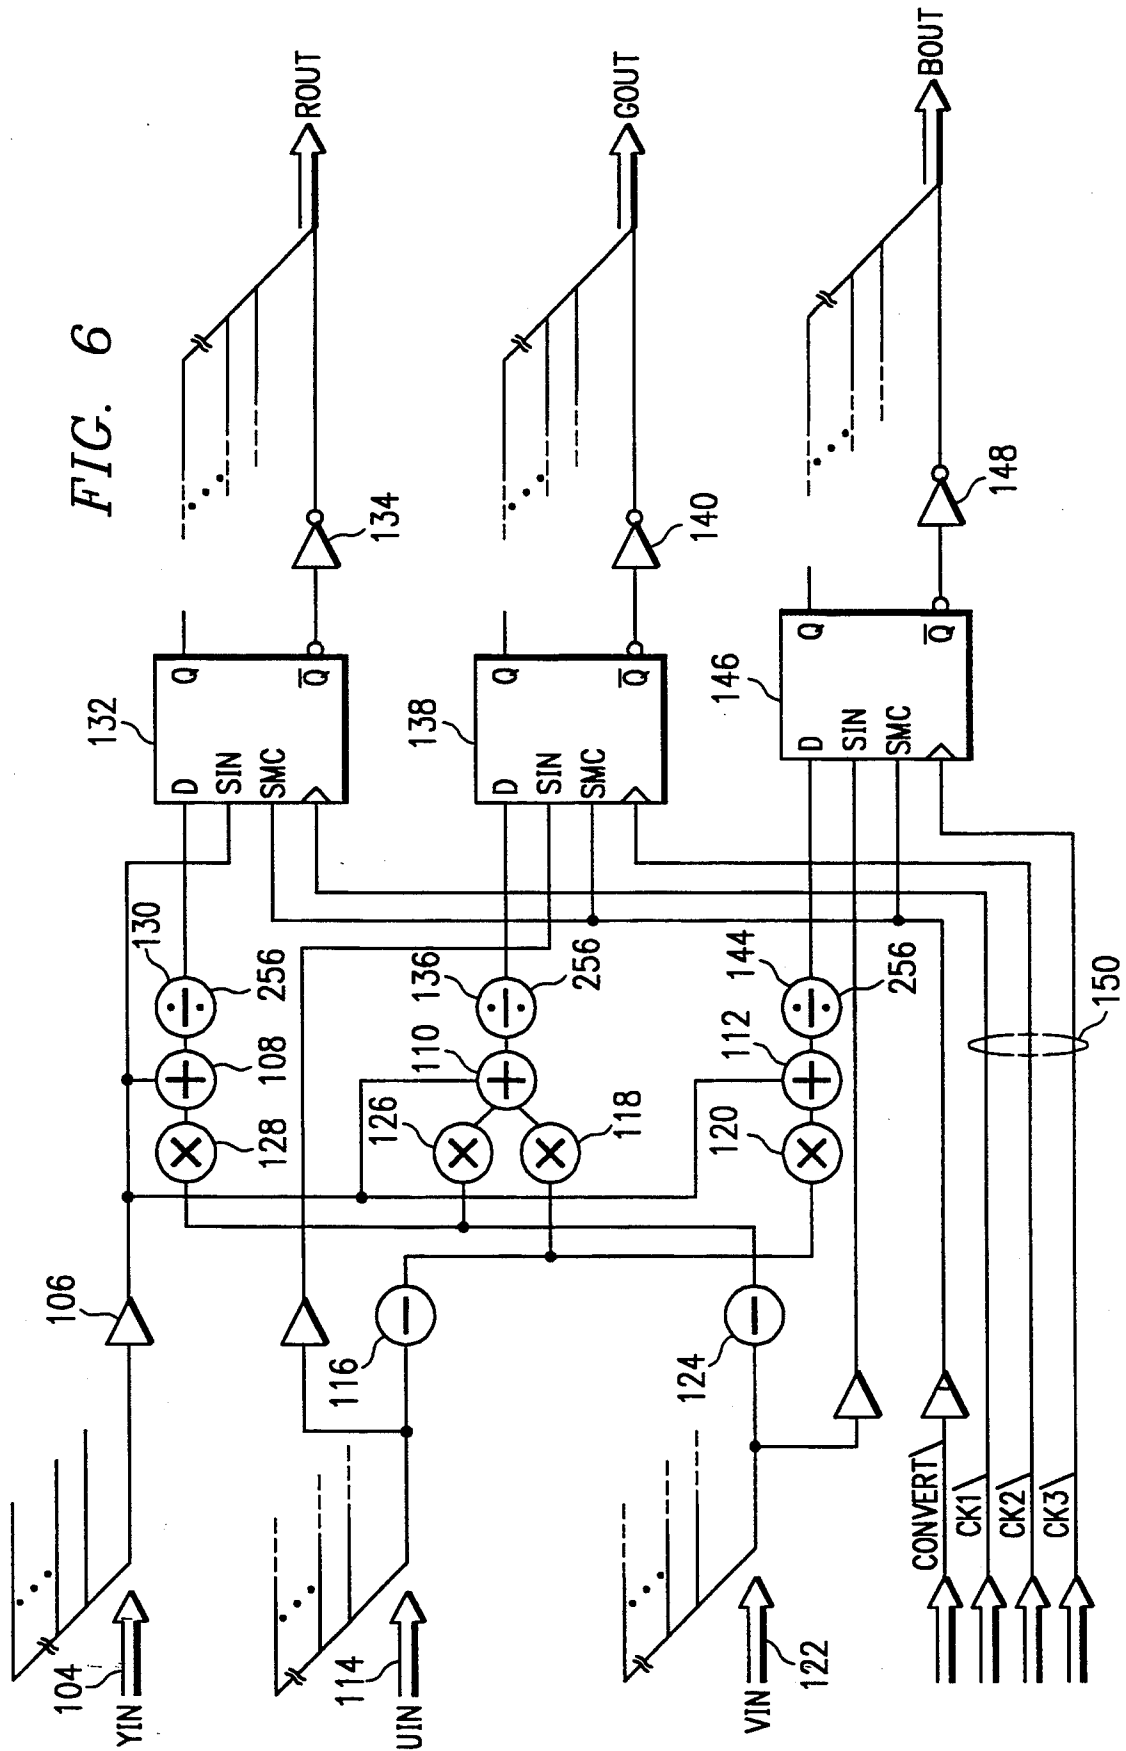 FIG. 6
YIN
104
106
128
108
130
256
132
D
SIN
SMC
Q
Q̅
134
ROUT
UIN
114
116
126
118
110
136
256
138
D
SIN
SMC
Q
Q̅
140
GOUT
VIN
122
124
120
112
144
256
146
D
SIN
SMC
Q
Q̅
148
BOUT
CONVERT
CK1
CK2
CK3
150